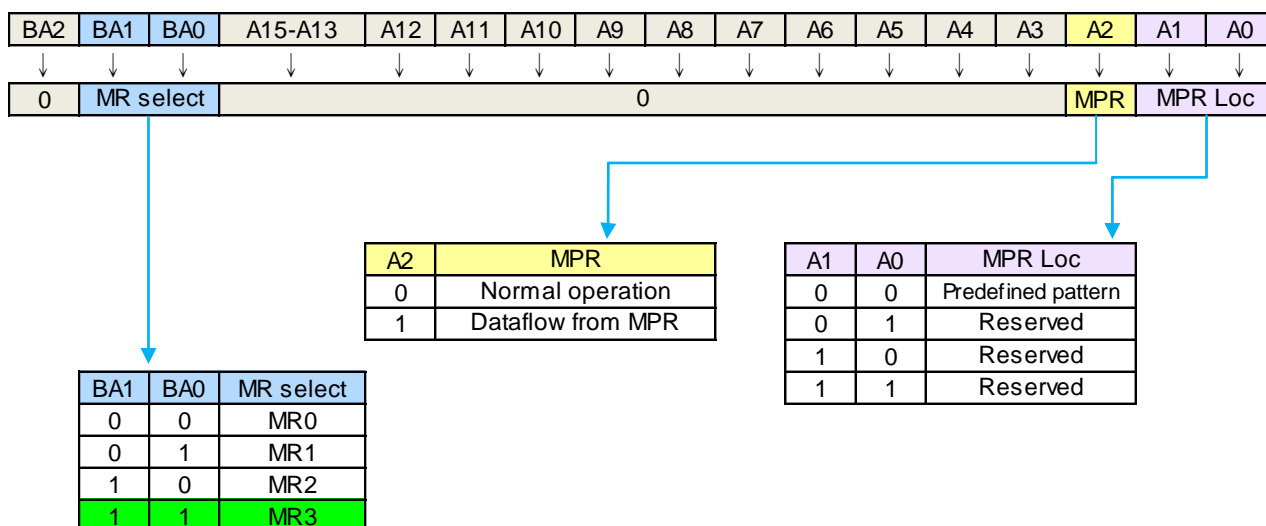 BA2 BA1 BA0 A15-A13 A12 A11 A10 A9 A8 A7 A6 A5 A4 A3 A2 A1 A0
0 MR select 0 MPR MPR Loc
A2 MPR
0 Normal operation
1 Dataflow from MPR
A1 A0 MPR Loc
0 0 Predefined pattern
0 1 Reserved
1 0 Reserved
1 1 Reserved
BA1 BA0 MR select
0 0 MR0
0 1 MR1
1 0 MR2
1 1 MR3